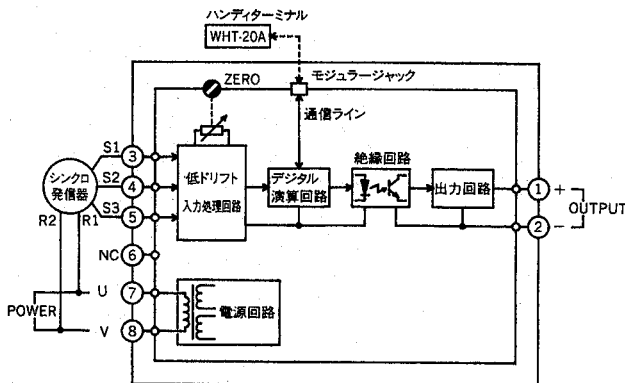 ハンディターミナル
WHT-20A
ZERO
モジュラージャック
通信ライン
S1
③
シンクロ
発信器
S2
④
S3
⑤
R2
R1
低ドリフト
入力処理回路
デジタル
演算回路
絶縁回路
出力回路
①
+
OUTPUT
②
−
NC
⑥
U
⑦
POWER
V
⑧
電源回路